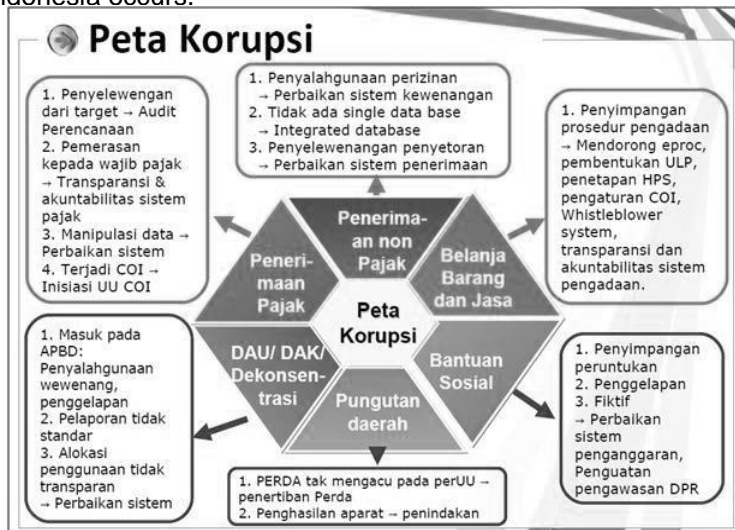 donesia occurs.
Peta Korupsi
1. Penyelewengan
dari target → Audit
Perencanaan
2. Pemerasan
kepada wajib pajak
→ Transparansi &
akuntabilitas sistem
pajak
3. Manipulasi data →
Perbaikan sistem
4. Terjadi COI →
Inisiasi UU COI
1. Penyalahgunaan perizinan
→ Perbaikan sistem kewenangan
2. Tidak ada single data base
→ Integrated database
3. Penyelewenangan penyetoran
→ Perbaikan sistem penerimaan
1. Penyimpangan
prosedur pengadaan
→ Mendorong eproc,
pembentukan ULP,
penetapan HPS,
pengaturan COI,
Whistleblower
system,
transparansi dan
akuntabilitas sistem
pengadaan.
Peneri-
maan
Pajak
Penerima-
an non
Pajak
Belanja
Barang
dan Jasa
Peta
Korupsi
DAU/ DAK/
Dekonsen-
trasi
Pungutan
daerah
Bantuan
Sosial
1. Masuk pada
APBD:
Penyalahgunaan
wewenang,
penggelapan
2. Pelaporan tidak
standar
3. Alokasi
penggunaan tidak
transparan
→ Perbaikan sistem
1. PERDA tak mengacu pada perUU →
penertiban Perda
2. Penghasilan aparat → penindakan
1. Penyimpangan
peruntukan
2. Penggelapan
3. Fiktif
→ Perbaikan
sistem
penganggaran,
Penguatan
pengawasan DPR